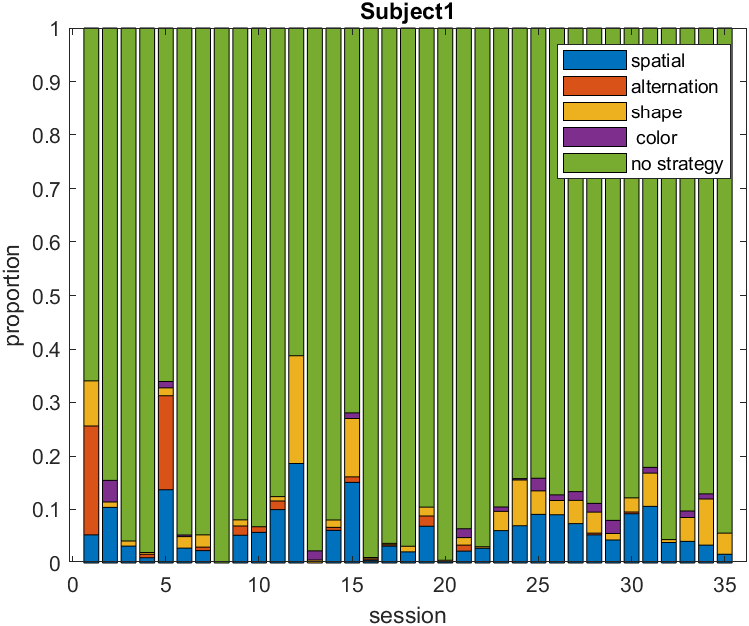 Subject1
1
0.9
0.8
0.7
0.6
0.5
0.4
0.3
0.2
0.1
0
proportion
spatial
alternation
shape
color
no strategy
0 5 10 15 20 25 30 35
session